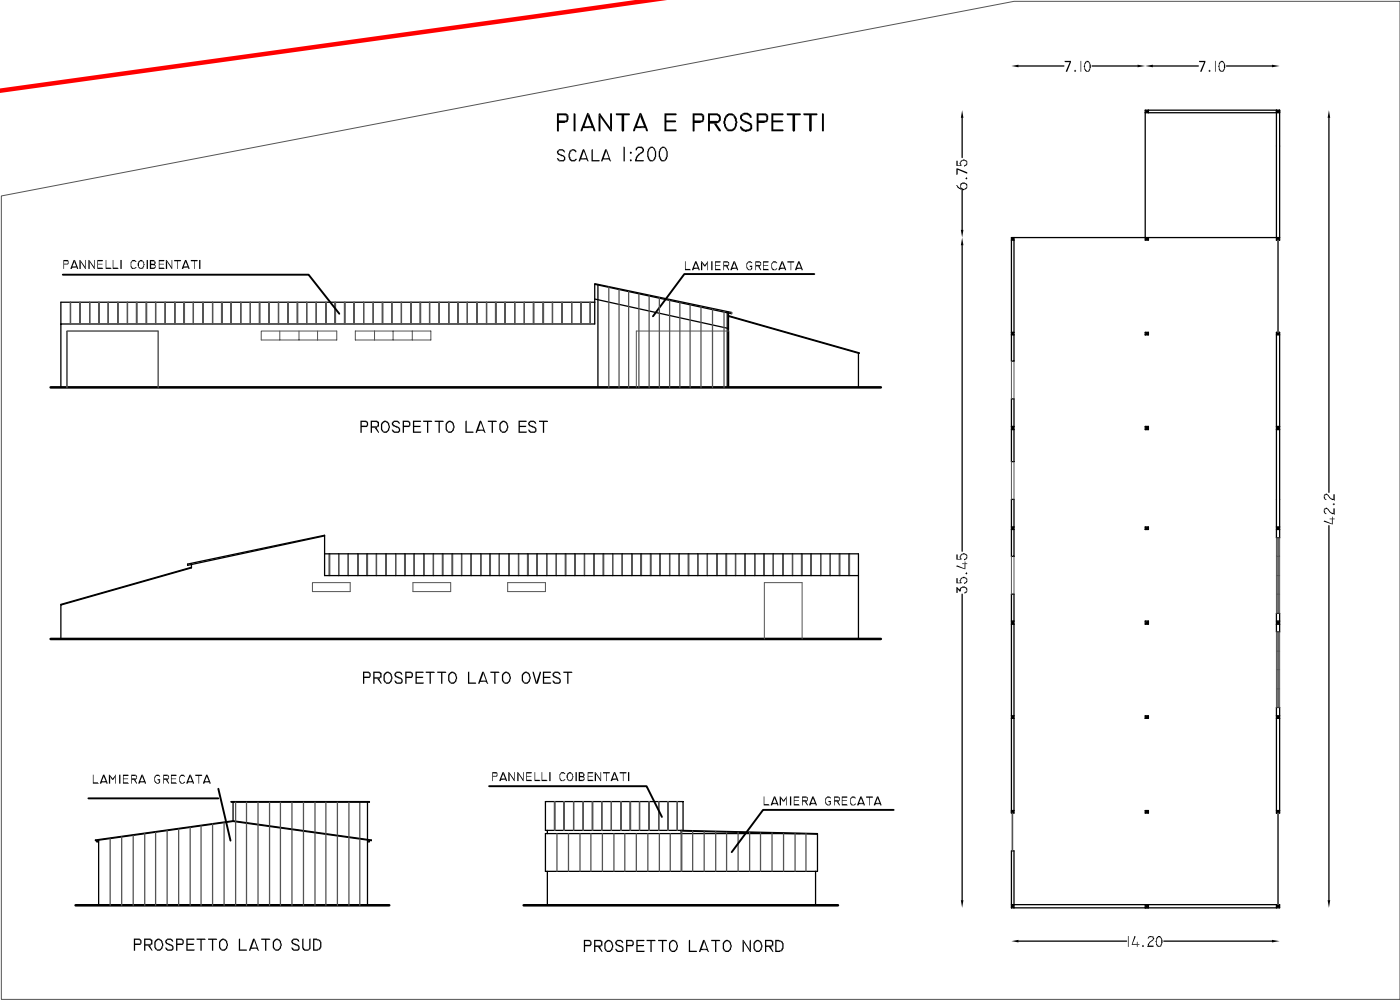 PIANTA E PROSPETTI
SCALA 1:200
7.10
7.10
6.75
35.45
42.2
14.20
PANNELLI COIBENTATI
LAMIERA GRECATA
PROSPETTO LATO EST
PROSPETTO LATO OVEST
LAMIERA GRECATA
PROSPETTO LATO SUD
PANNELLI COIBENTATI
LAMIERA GRECATA
PROSPETTO LATO NORD